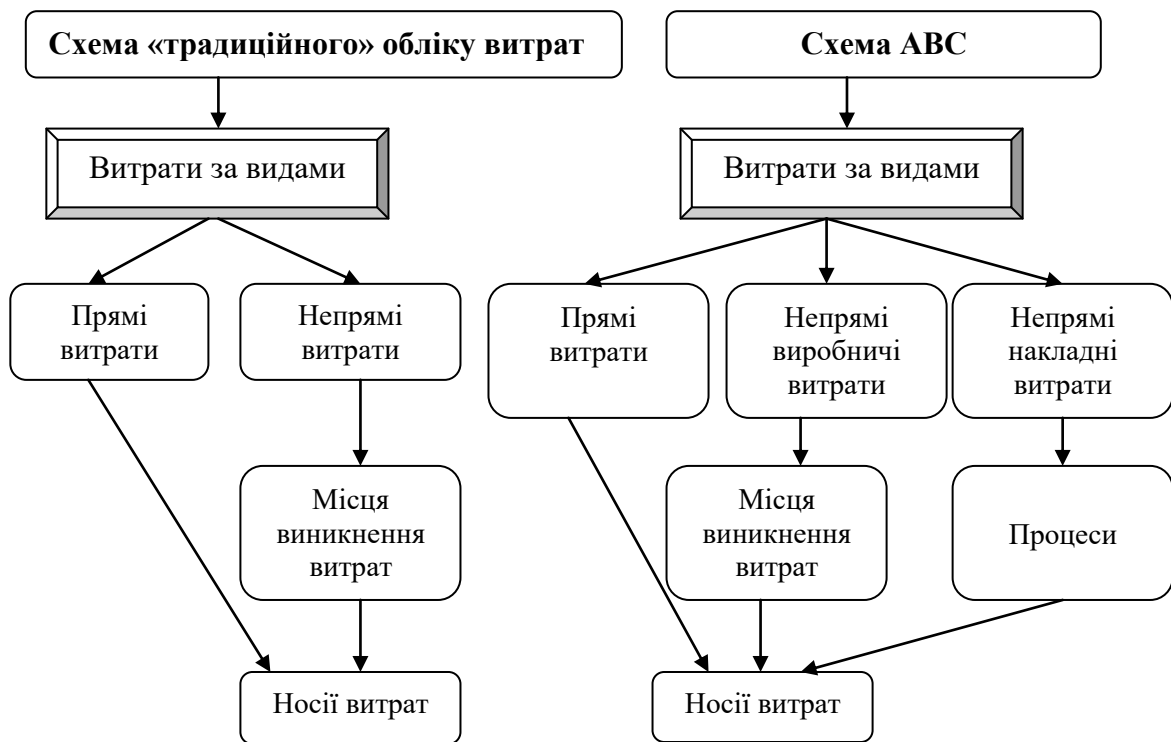 Схема «традиційного» обліку витрат
Схема АВС
Витрати за видами
Витрати за видами
Прямі
витрати
Непрямі
витрати
Прямі
витрати
Непрямі
виробничі
витрати
Непрямі
накладні
витрати
Місця
виникнення
витрат
Місця
виникнення
витрат
Процеси
Носії витрат
Носії витрат